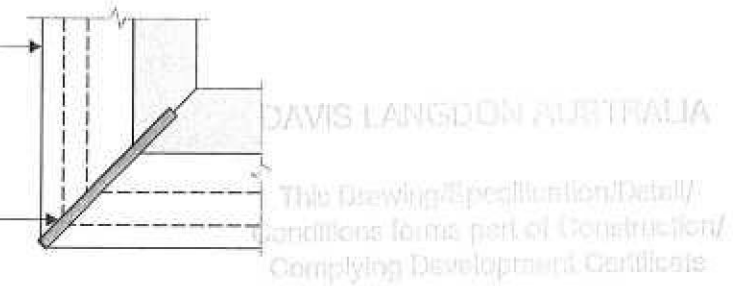 DAVIS LANGDON AUSTRALIA
This Drawing/Specification/Detail/
Conditions forms part of Construction/
Complying Development Certificate